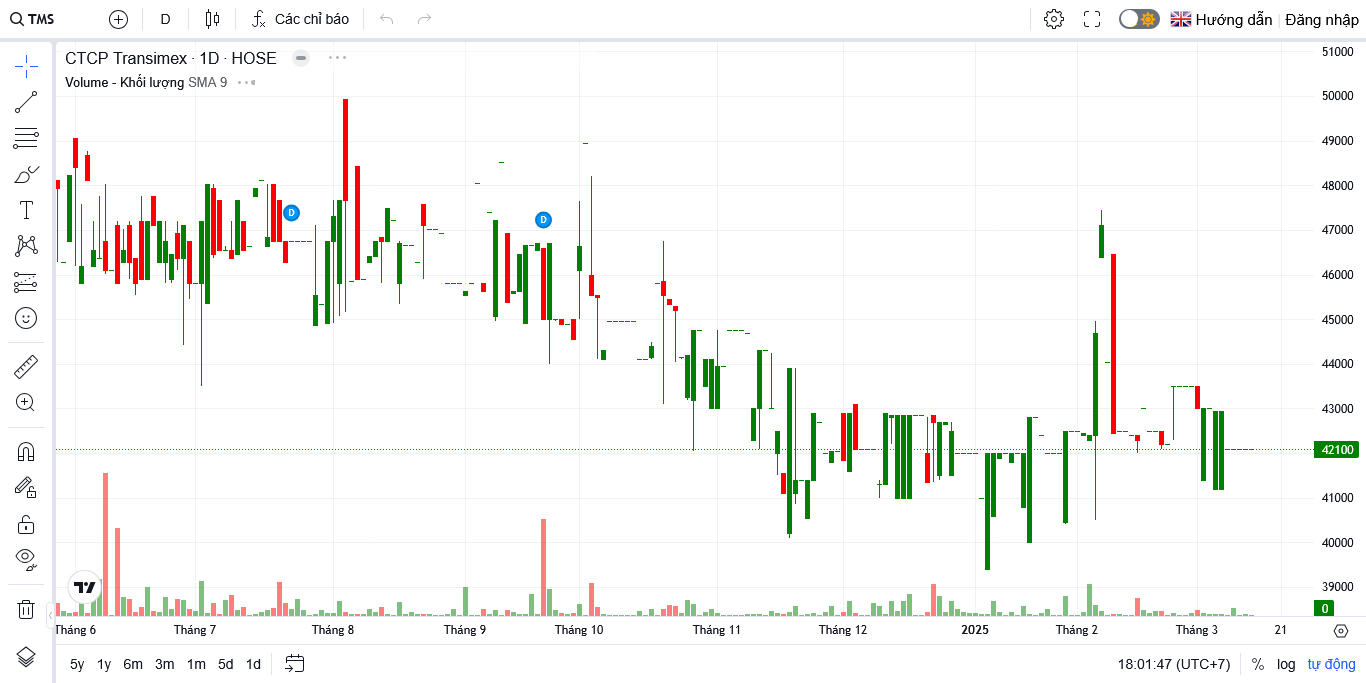 TMS D Các chỉ báo Hướng dẫn Đăng nhập
CTCP Transimex · 1D · HOSE
Volume - Khối lượng SMA 9
D
D
51000
50000
49000
48000
47000
46000
45000
44000
43000
42100
41000
40000
39000
0
Tháng 6 Tháng 7 Tháng 8 Tháng 9 Tháng 10 Tháng 11 Tháng 12 2025 Tháng 2 Tháng 3 21
5y 1y 6m 3m 1m 5d 1d 18:01:47 (UTC+7) % log tự động